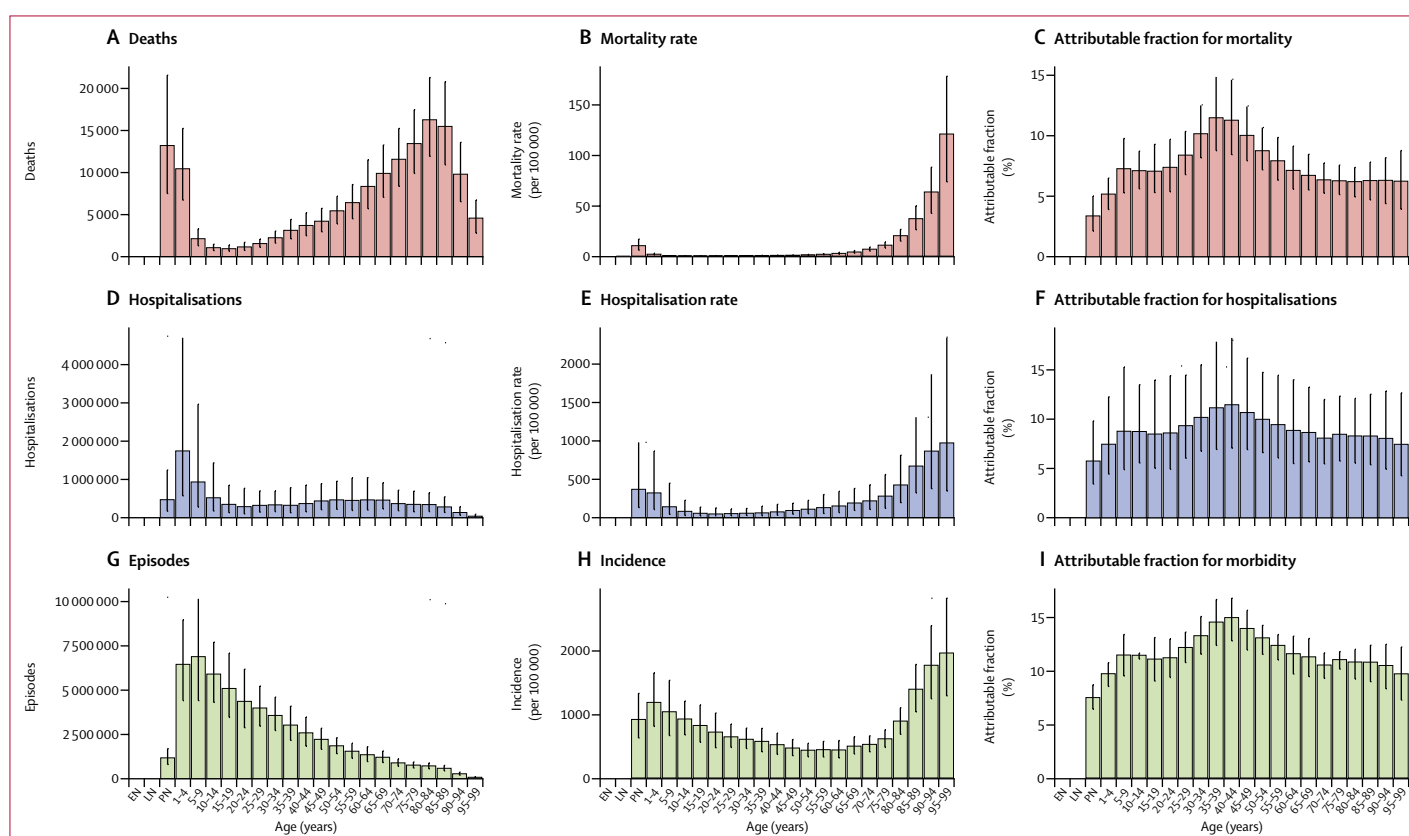 A Deaths
B Mortality rate
C Attributable fraction for mortality
Deaths
20 000
15 000
10 000
5 000
0
Mortality rate
(per 100 000)
150
100
50
0
Attributable fraction
(%)
15
10
5
0
D Hospitalisations
E Hospitalisation rate
F Attributable fraction for hospitalisations
Hospitalisations
4 000 000
3 000 000
2 000 000
1 000 000
0
Hospitalisation rate
(per 100 000)
2000
1500
1000
500
0
Attributable fraction
(%)
15
10
5
0
G Episodes
H Incidence
I Attributable fraction for morbidity
Episodes
10 000 000
7 500 000
5 000 000
2 500 000
0
Incidence
(per 100 000)
2000
1000
0
Attributable fraction
(%)
15
10
5
0
EN LN PN 1–4 5–9 10–14 15–19 20–24 25–29 30–34 35–39 40–44 45–49 50–54 55–59 60–64 65–69 70–74 75–79 80–84 85–89 90–94 95–99
Age (years)
EN LN PN 1–4 5–9 10–14 15–19 20–24 25–29 30–34 35–39 40–44 45–49 50–54 55–59 60–64 65–69 70–74 75–79 80–84 85–89 90–94 95–99
Age (years)
EN LN PN 1–4 5–9 10–14 15–19 20–24 25–29 30–34 35–39 40–44 45–49 50–54 55–59 60–64 65–69 70–74 75–79 80–84 85–89 90–94 95–99
Age (years)